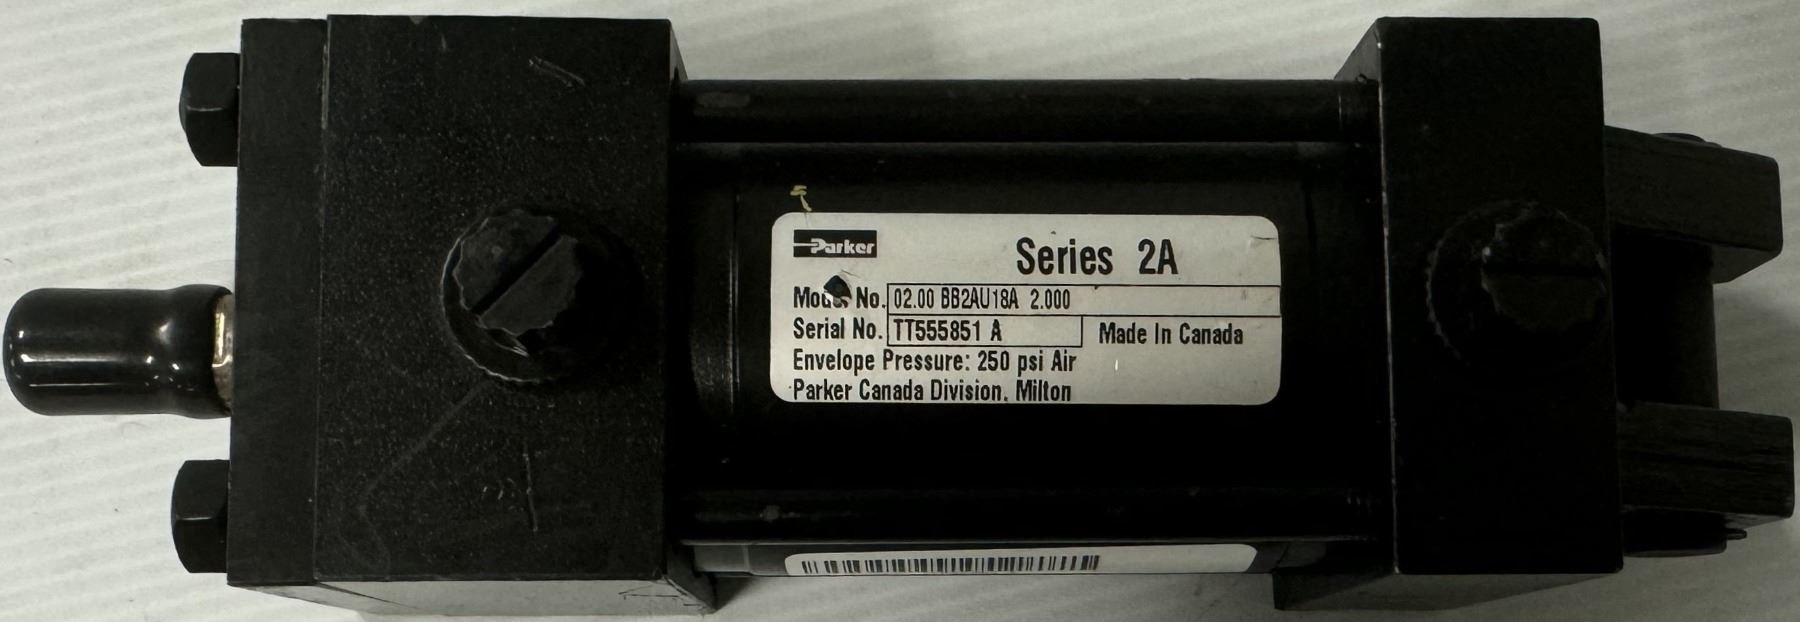 Parker
Series 2A
Model No. 02.00 BB2AU18A 2.000
Serial No. TT555851 A
Made In Canada
Envelope Pressure: 250 psi Air
Parker Canada Division. Milton